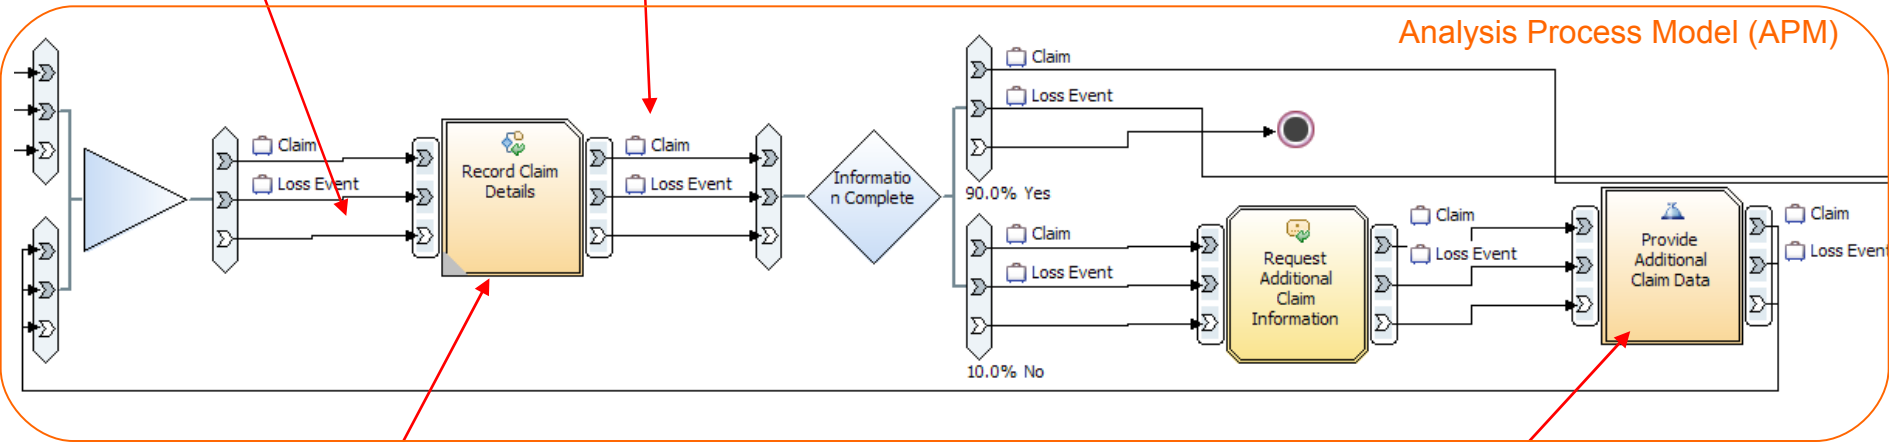 Analysis Process Model (APM)
Claim
Loss Event
Record Claim
Details
Claim
Loss Event
Informatio
n Complete
Claim
Loss Event
90.0% Yes
Claim
Loss Event
10.0% No
Request
Additional
Claim
Information
Claim
Loss Event
Provide
Additional
Claim Data
Claim
Loss Event